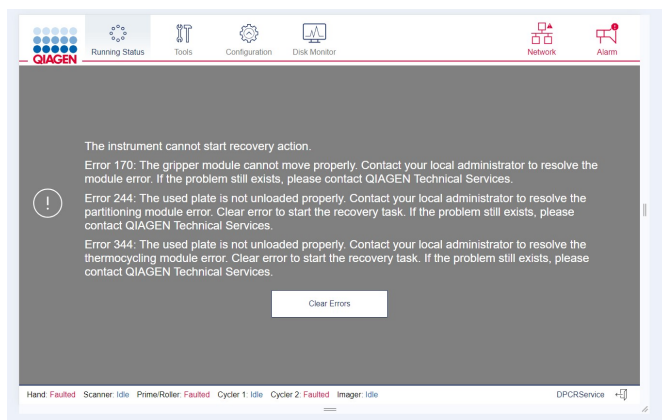 QIAGEN
Running Status Tools Configuration Disk Monitor Network Alarm
The instrument cannot start recovery action.
Error 170: The gripper module cannot move properly. Contact your local administrator to resolve the
module error. If the problem still exists, please contact QIAGEN Technical Services.
Error 244: The used plate is not unloaded properly. Contact your local administrator to resolve the
partitioning module error. Clear error to start the recovery task. If the problem still exists, please
contact QIAGEN Technical Services.
Error 344: The used plate is not unloaded properly. Contact your local administrator to resolve the
thermocycling module error. Clear error to start the recovery task. If the problem still exists, please
contact QIAGEN Technical Services.
Clear Errors
Hand: Faulted Scanner: Idle Prime/Roller: Faulted Cycler 1: Idle Cycler 2: Faulted Imager: Idle DPCRService